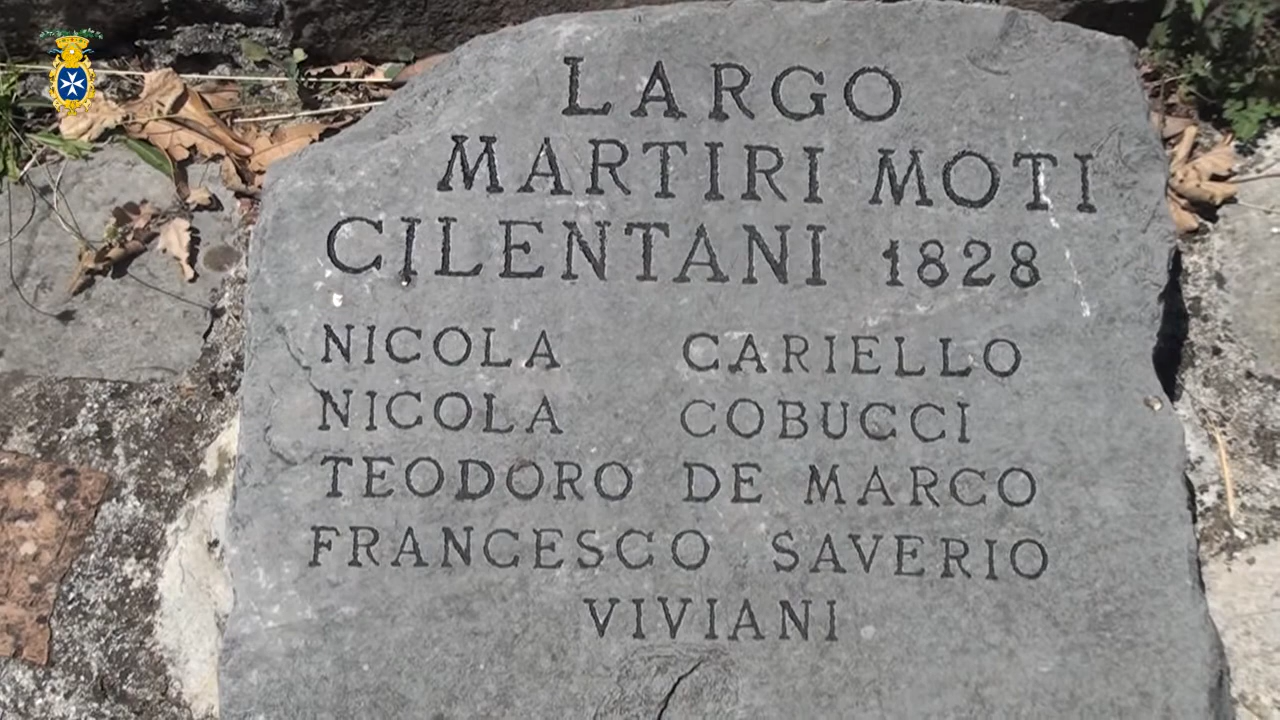 LARGO
MARTIRI MOTI
CILENTANI 1828
NICOLA CARIELLO
NICOLA COBUCCI
TEODORO DE MARCO
FRANCESCO SAVERIO
VIVIANI